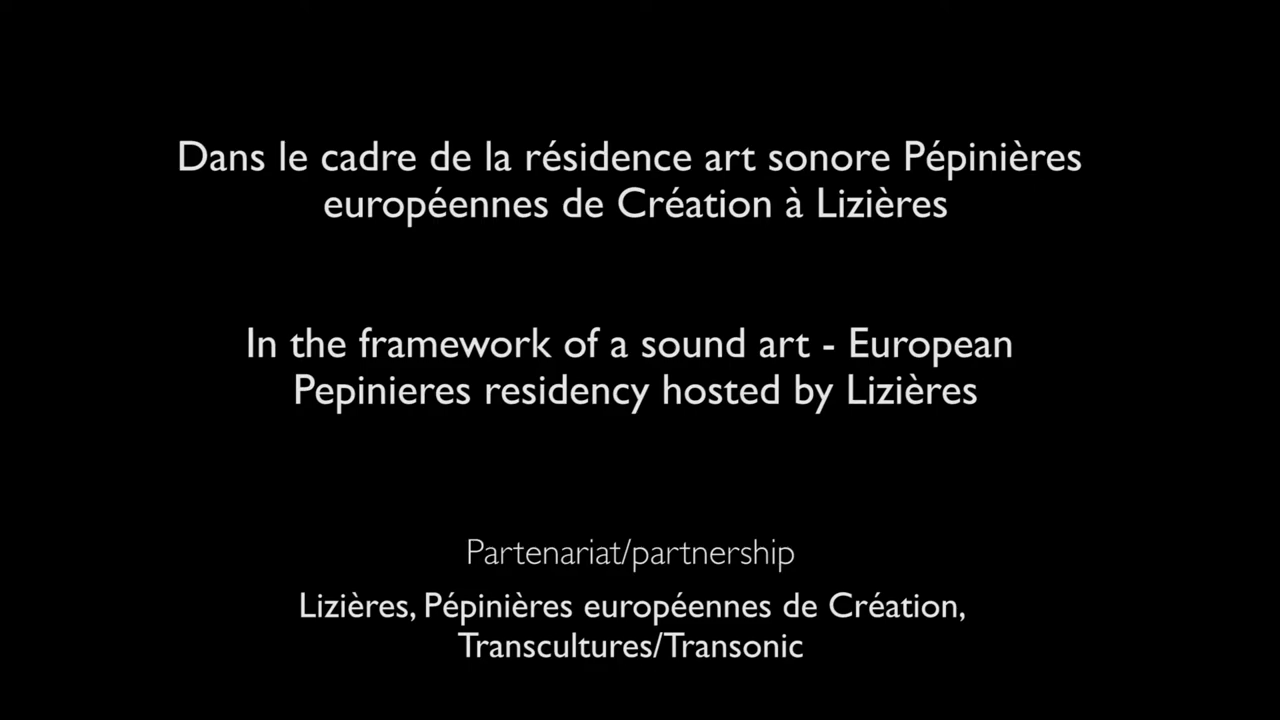 Dans le cadre de la résidence art sonore Pépinières
européennes de Création à Lizières
In the framework of a sound art - European
Pepinieres residency hosted by Lizières
Partenariat/partnership
Lizières, Pépinières européennes de Création,
Transcultures/Transonic